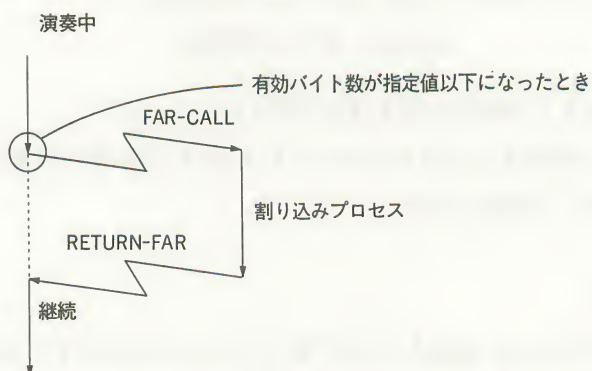 演奏中
有効バイト数が指定値以下になったとき
FAR-CALL
割り込みプロセス
RETURN-FAR
継続